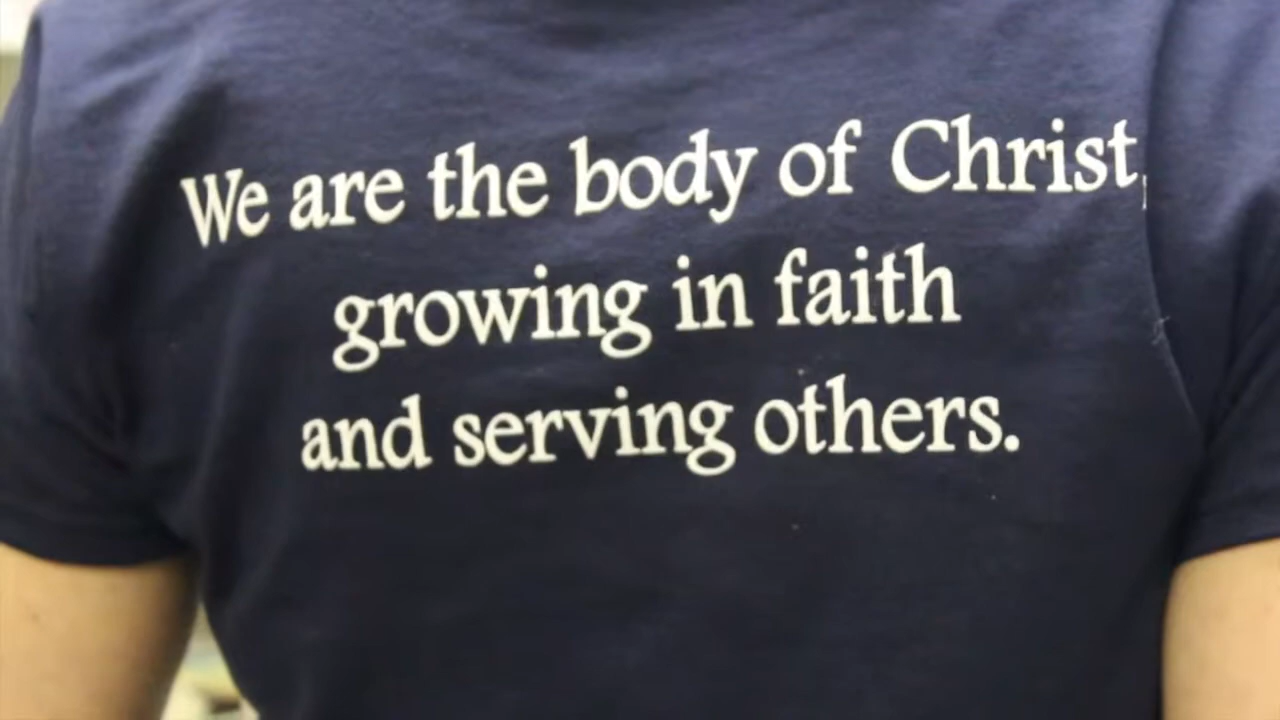 We are the body of Christ,
growing in faith
and serving others.